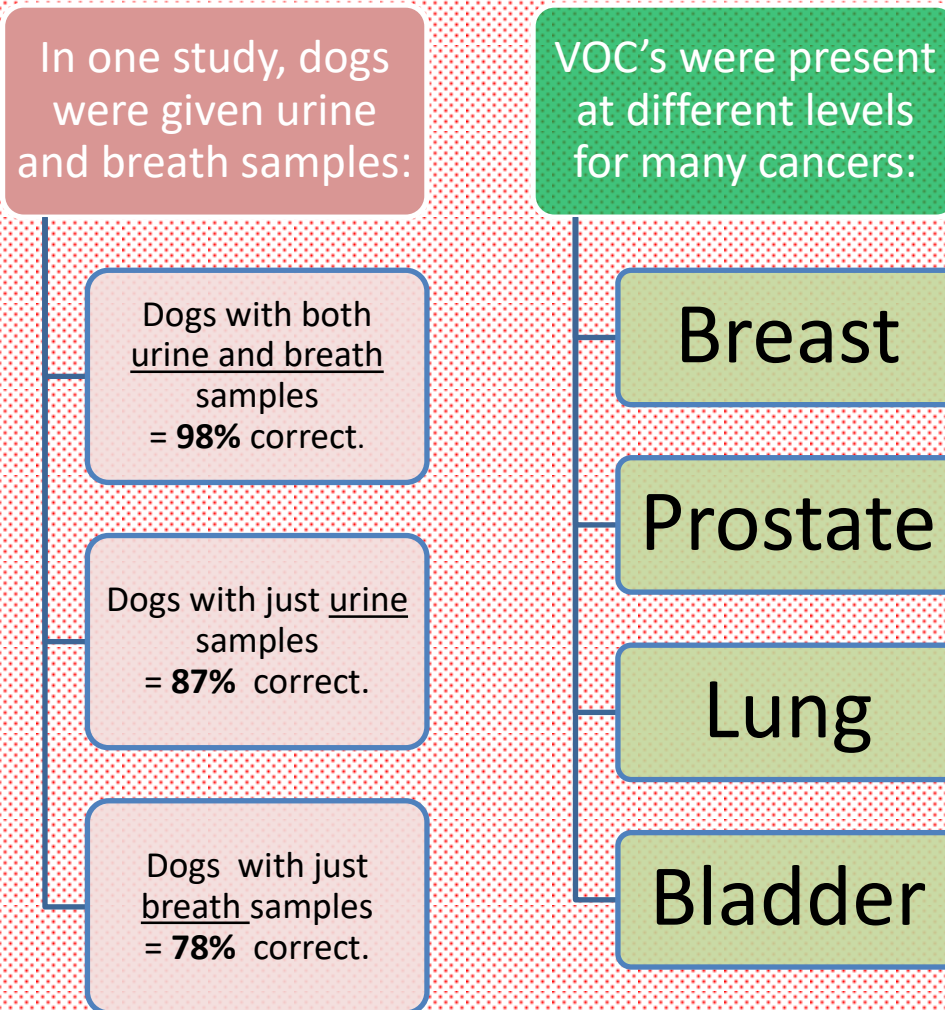 In one study, dogs
were given urine
and breath samples:
Dogs with both
urine and breath
samples
= 98% correct.
Dogs with just urine
samples
= 87%  correct.
Dogs  with just
breath samples
= 78%  correct.
VOC’s were present
at different levels
for many cancers:
Breast
Prostate
Lung
Bladder